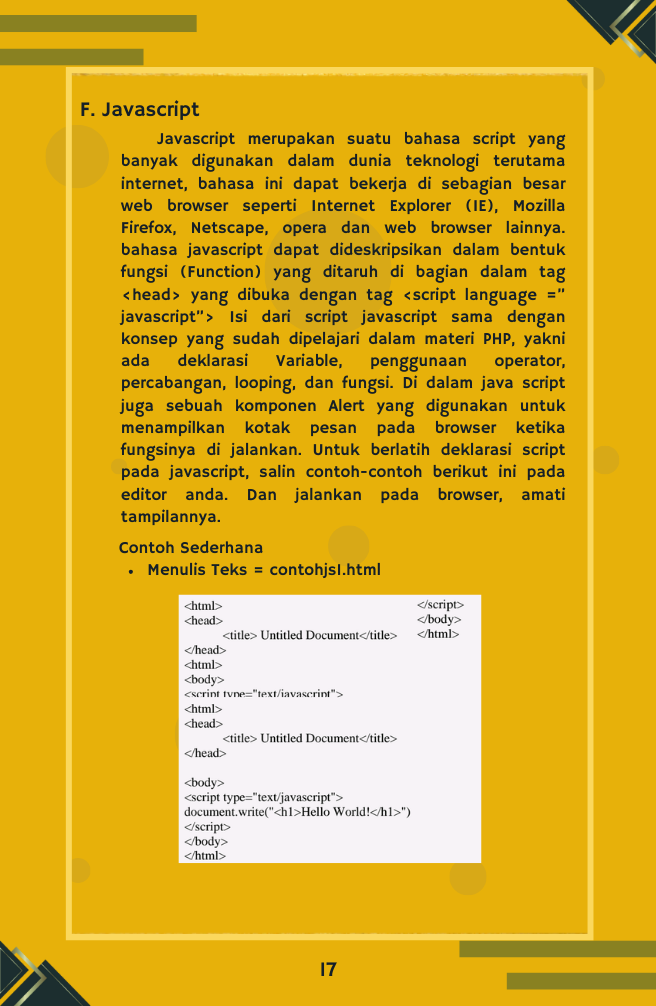 F. Javascript
Javascript merupakan suatu bahasa script yang
banyak digunakan dalam dunia teknologi terutama
internet, bahasa ini dapat bekerja di sebagian besar
web browser seperti Internet Explorer (IE), Mozilla
Firefox, Netscape, opera dan web browser lainnya.
bahasa javascript dapat dideskripsikan dalam bentuk
fungsi (Function) yang ditaruh di bagian dalam tag
<head> yang dibuka dengan tag <script language ="
javascript"> Isi dari script javascript sama dengan
konsep yang sudah dipelajari dalam materi PHP, yakni
ada deklarasi Variable, penggunaan operator,
percabangan, looping, dan fungsi. Di dalam java script
juga sebuah komponen Alert yang digunakan untuk
menampilkan kotak pesan pada browser ketika
fungsinya di jalankan. Untuk berlatih deklarasi script
pada javascript, salin contoh-contoh berikut ini pada
editor anda. Dan jalankan pada browser, amati
tampilannya.
Contoh Sederhana
• Menulis Teks = contohjs1.html
<html>
<head>
<title> Untitled Document</title>
</head>
<html>
<body>
<script type="text/javascript">
</script>
</body>
</html>
<html>
<head>
<title> Untitled Document</title>
</head>
<body>
<script type="text/javascript">
document.write("<h1>Hello World!</h1>")
</script>
</body>
</html>
17